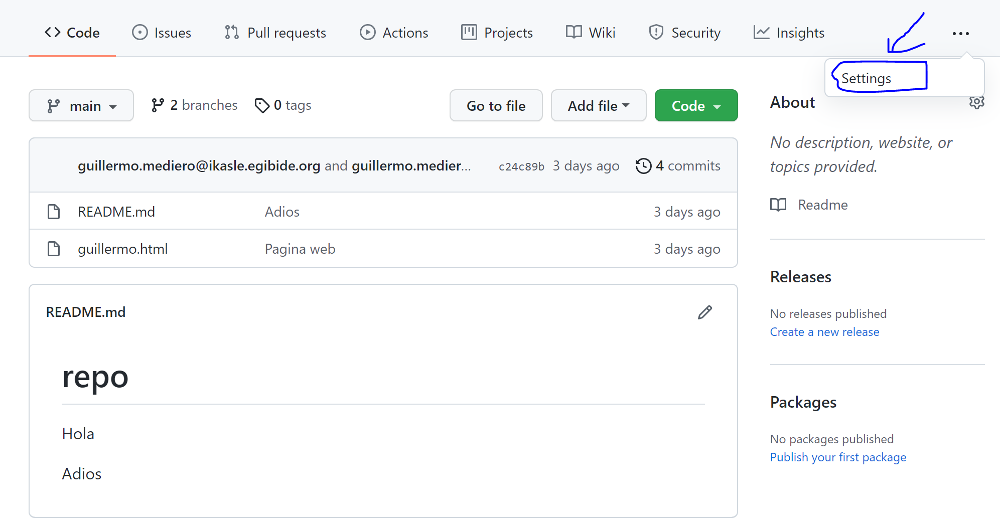 Code Issues Pull requests Actions Projects Wiki Security Insights ...
Settings
main 2 branches 0 tags Go to file Add file Code
About
No description, website, or
topics provided.
Readme
guillermo.mediero@ikasle.egibide.org and guillermo.medier... c24c89b 3 days ago 4 commits
README.md Adios 3 days ago
guillermo.html Pagina web 3 days ago
Releases
No releases published
Create a new release
Packages
No packages published
Publish your first package
README.md
repo
Hola
Adios